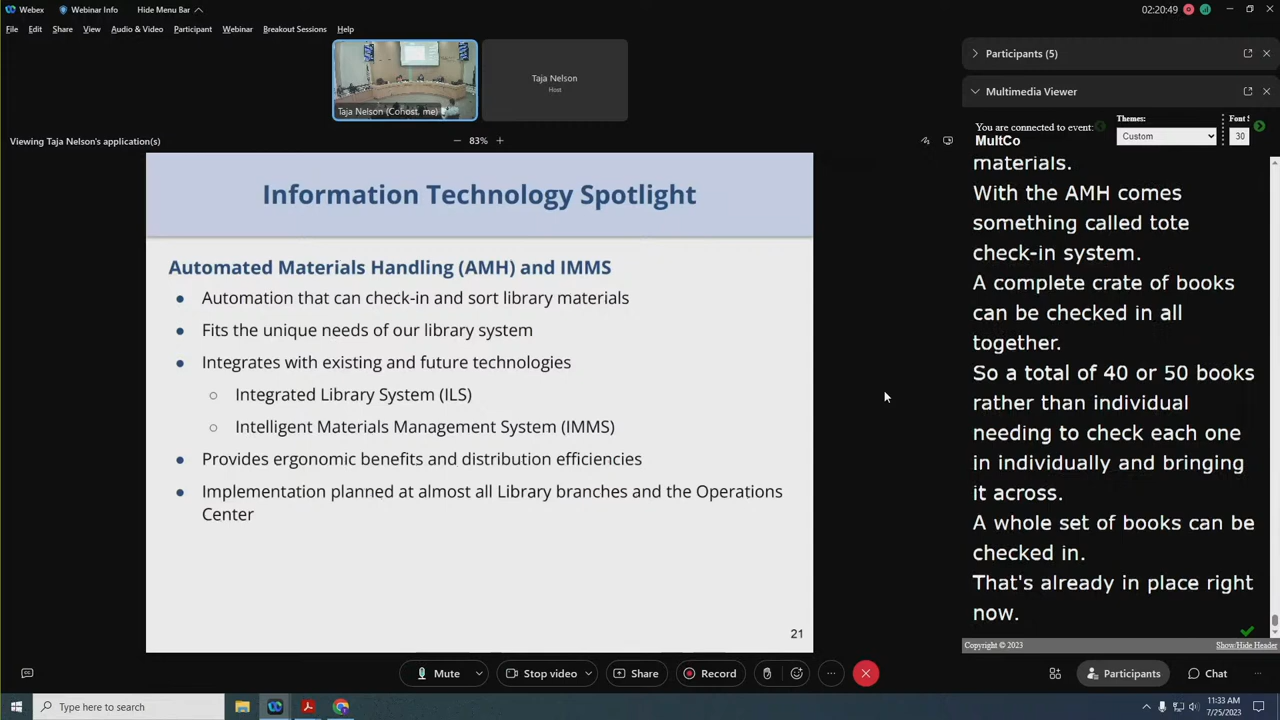 Webex
Webinar Info
Hide Menu Bar
02:20:49
File
Edit
Share
View
Audio & Video
Participant
Webinar
Breakout Sessions
Help
Taja Nelson (Cohost, me)
Taja Nelson
Host
Viewing Taja Nelson's application(s)
83%
Information Technology Spotlight
Automated Materials Handling (AMH) and IMMS
● Automation that can check-in and sort library materials
● Fits the unique needs of our library system
● Integrates with existing and future technologies
○ Integrated Library System (ILS)
○ Intelligent Materials Management System (IMMS)
● Provides ergonomic benefits and distribution efficiencies
● Implementation planned at almost all Library branches and the Operations
Center
21
Participants (5)
Multimedia Viewer
You are connected to event:
MultCo
Themes:
Custom
Font S
30
materials.
With the AMH comes
something called tote
check-in system.
A complete crate of books
can be checked in all
together.
So a total of 40 or 50 books
rather than individual
needing to check each one
in individually and bringing
it across.
A whole set of books can be
checked in.
That's already in place right
now.
Copyright © 2023
Show/Hide Header
Mute
Stop video
Share
Record
Participants
Chat
Type here to search
11:33 AM
7/25/2023